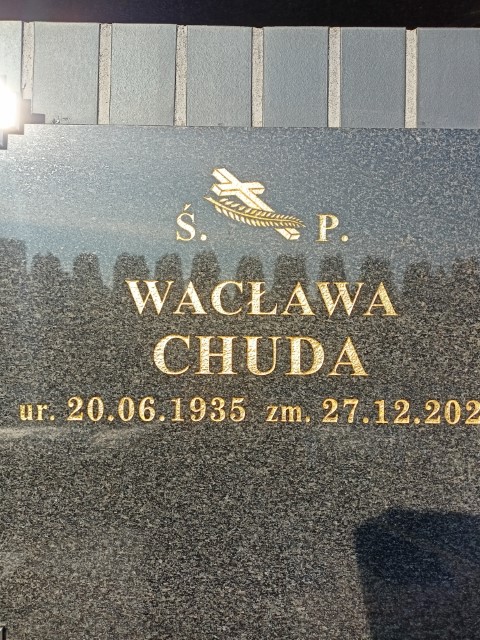 Ś. P.
WACŁAWA
CHUDA
ur. 20.06.1935 zm. 27.12.202